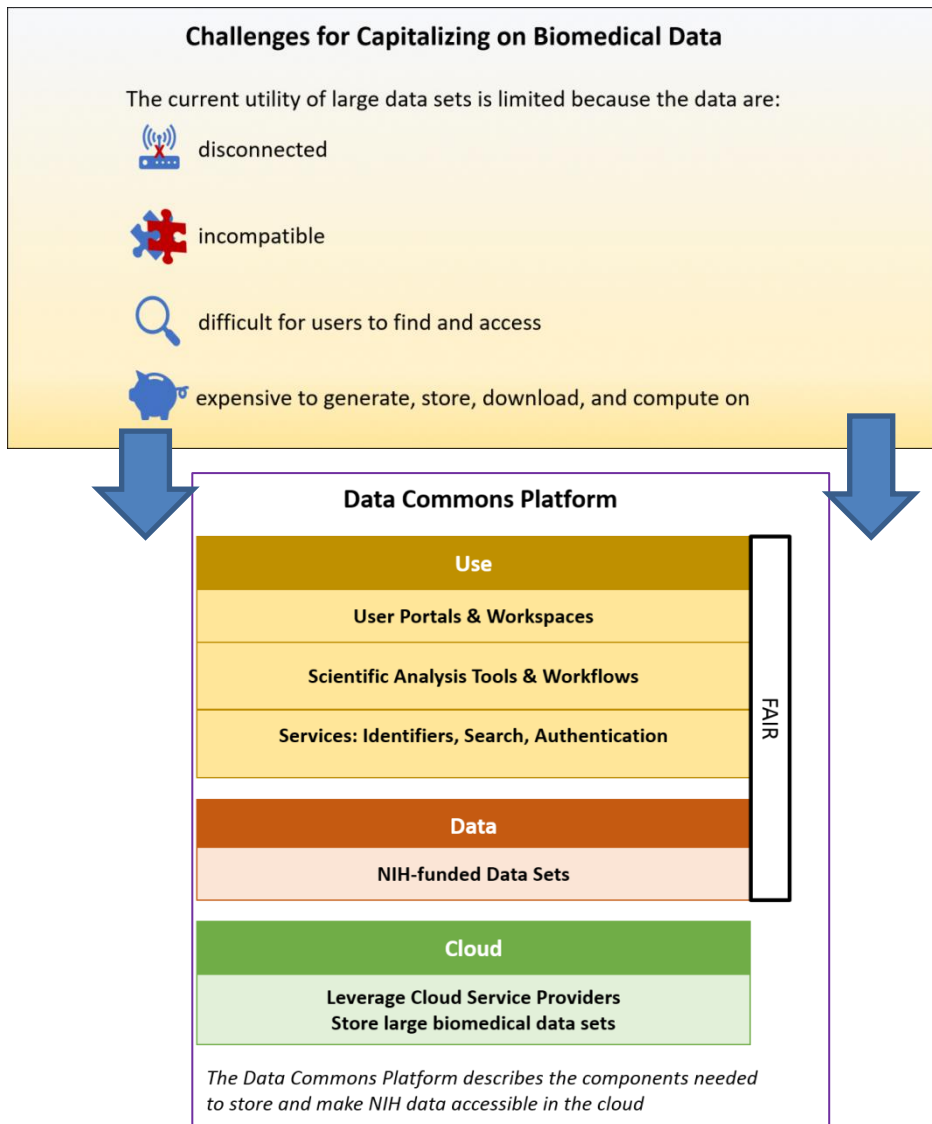 Challenges for Capitalizing on Biomedical Data
The current utility of large data sets is limited because the data are:
disconnected
incompatible
difficult for users to find and access
expensive to generate, store, download, and compute on
Data Commons Platform
Use
User Portals & Workspaces
Scientific Analysis Tools & Workflows
Services: Identifiers, Search, Authentication
FAIR
Data
NIH-funded Data Sets
Cloud
Leverage Cloud Service Providers
Store large biomedical data sets
The Data Commons Platform describes the components needed
to store and make NIH data accessible in the cloud